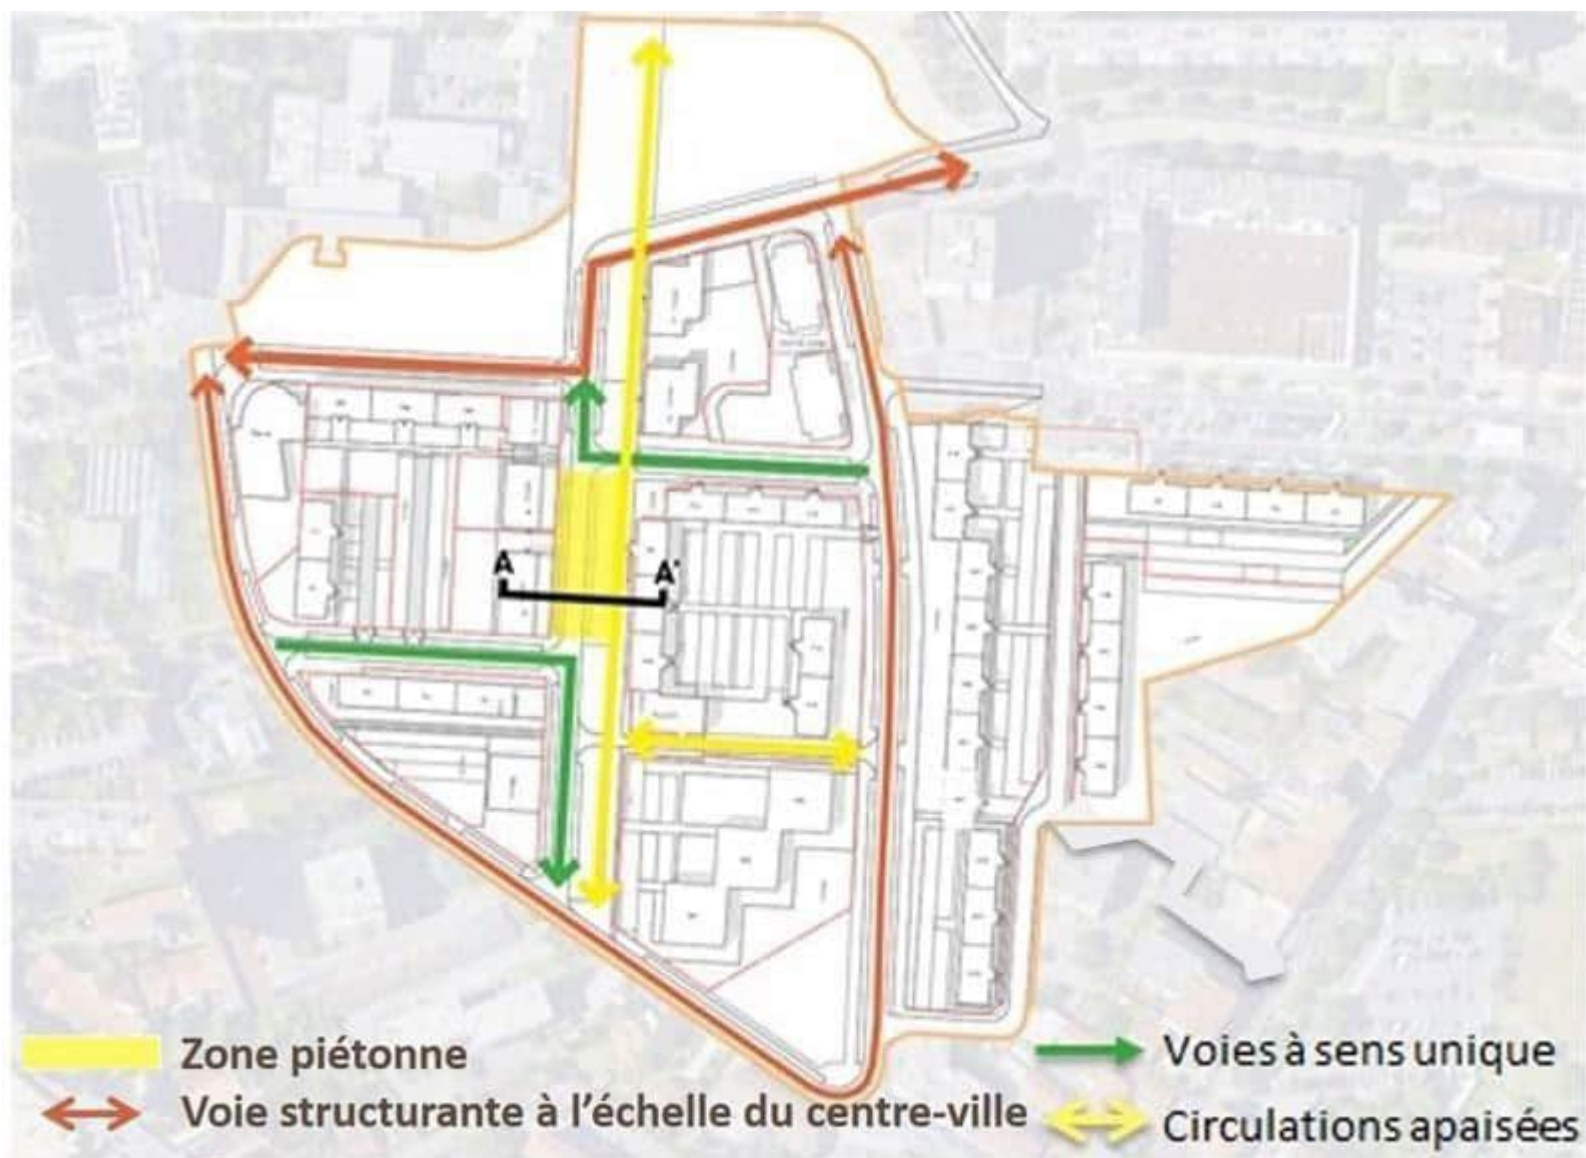 A A'
Zone piétonne
Voie structurante à l'échelle du centre-ville
Voies à sens unique
Circulations apaisées